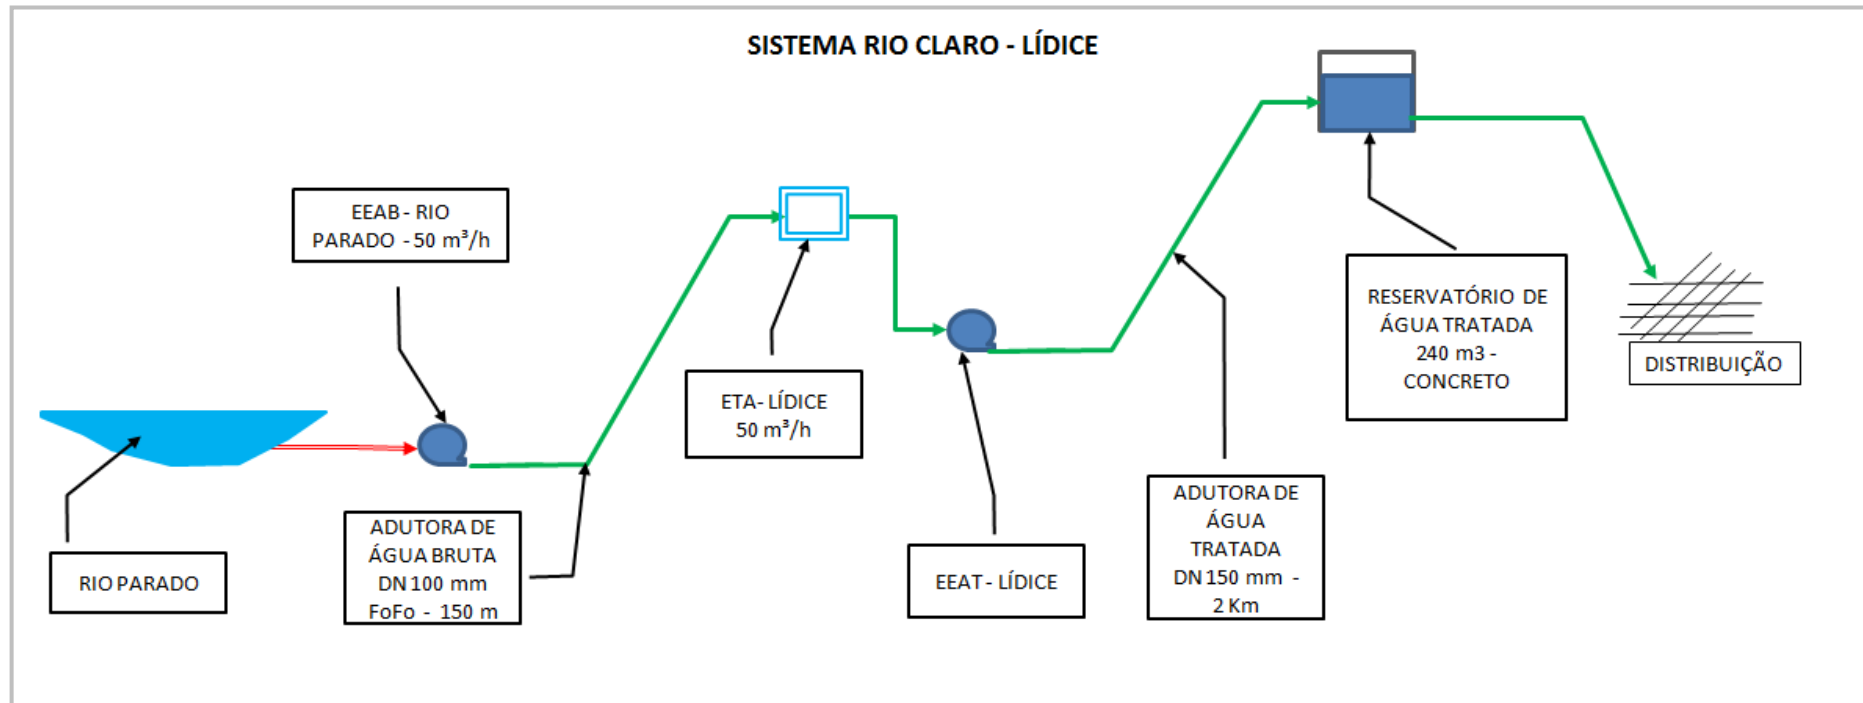 SISTEMA RIO CLARO - LÍDICE
EEAB - RIO
PARADO - 50 m³/h
RESERVATÓRIO DE
ÁGUA TRATADA
240 m3 -
CONCRETO
DISTRIBUIÇÃO
ETA- LÍDICE
50 m³/h
ADUTORA DE
ÁGUA
TRATADA
DN 150 mm -
2 Km
ADUTORA DE
ÁGUA BRUTA
DN 100 mm
FoFo - 150 m
EEAT - LÍDICE
RIO PARADO